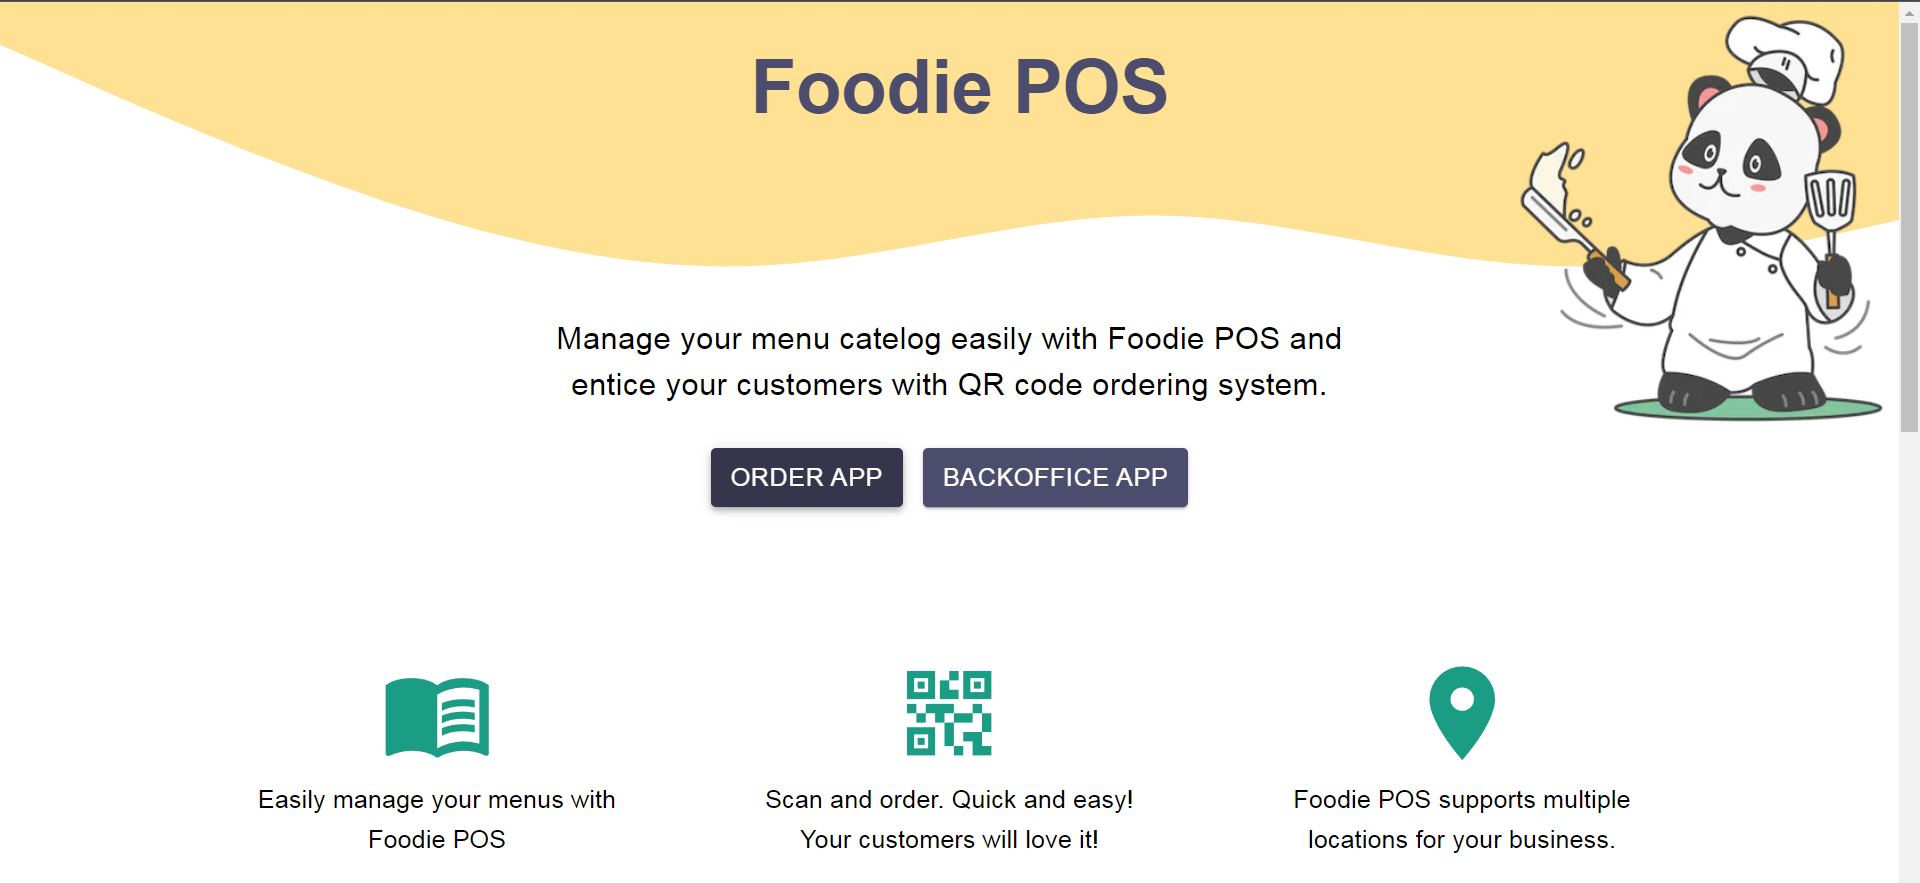 Foodie POS
Manage your menu catelog easily with Foodie POS and
entice your customers with QR code ordering system.
ORDER APP
BACKOFFICE APP
Easily manage your menus with
Foodie POS
Scan and order. Quick and easy!
Your customers will love it!
Foodie POS supports multiple
locations for your business.